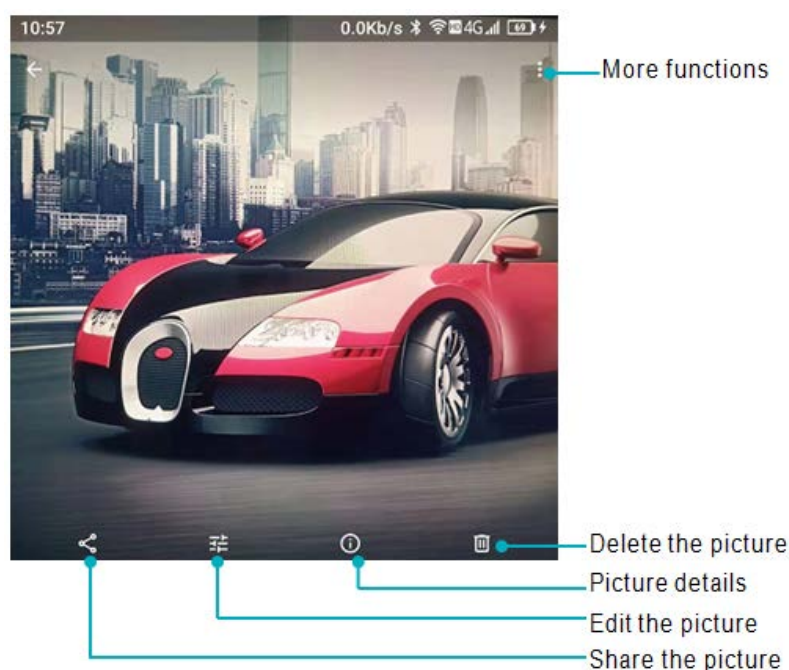 10:57
0.0Kb/s HD 4G 69
More functions
Delete the picture
Picture details
Edit the picture
Share the picture